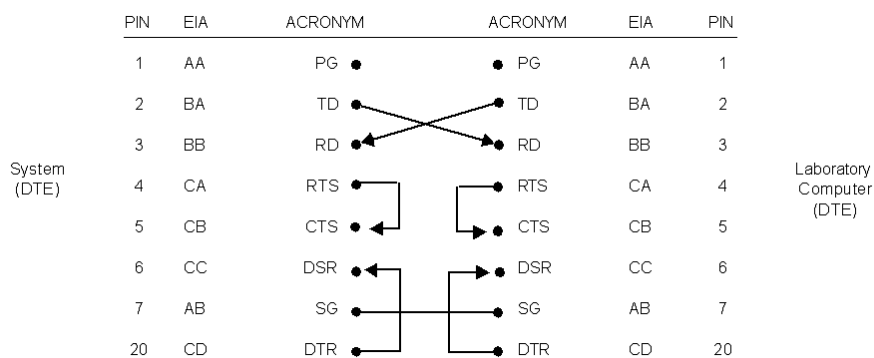 PIN EIA ACRONYM ACRONYM EIA PIN
1 AA PG PG AA 1
2 BA TD TD BA 2
3 BB RD RD BB 3
System
(DTE)
4 CA RTS RTS CA 4
Laboratory
Computer
(DTE)
5 CB CTS CTS CB 5
6 CC DSR DSR CC 6
7 AB SG SG AB 7
20 CD DTR DTR CD 20